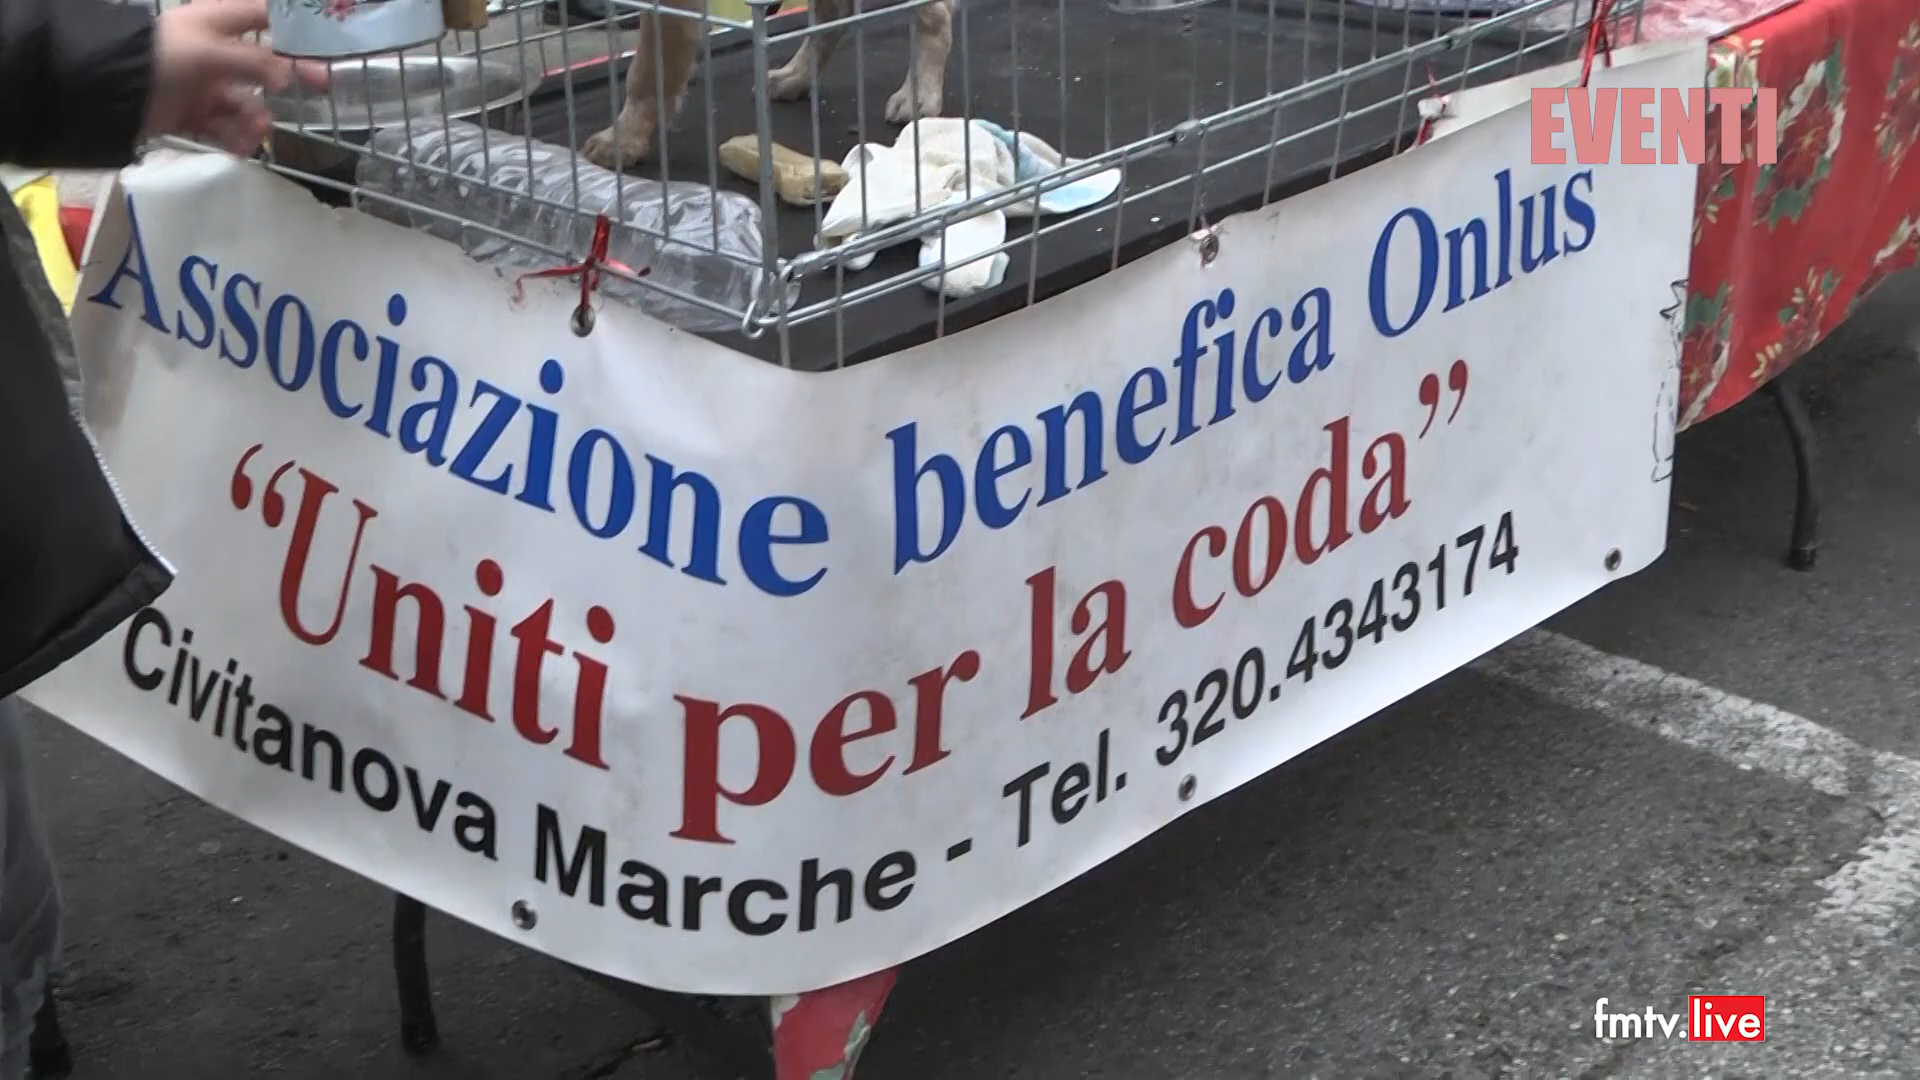 EVENTI
Associazione benefica Onlus
“Uniti per la coda”
Civitanova Marche - Tel. 320.4343174
fmtv.live